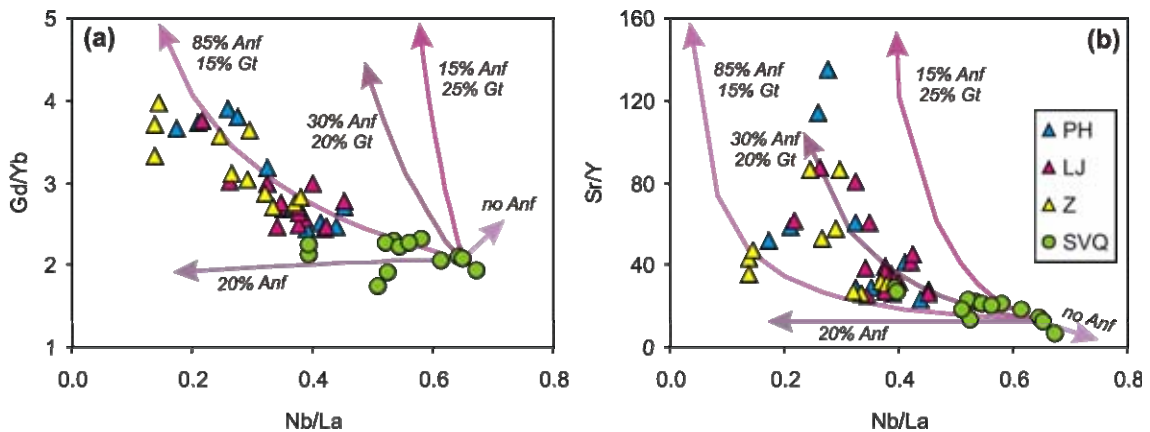 (a)
85% Anf
15% Gt
15% Anf
25% Gt
30% Anf
20% Gt
no Anf
20% Anf
Gd/Yb
5
4
3
2
1
0.0
0.2
0.4
0.6
0.8
Nb/La
(b)
85% Anf
15% Gt
15% Anf
25% Gt
30% Anf
20% Gt
no Anf
20% Anf
PH
LJ
Z
SVQ
Sr/Y
160
120
80
40
0
0.0
0.2
0.4
0.6
0.8
Nb/La